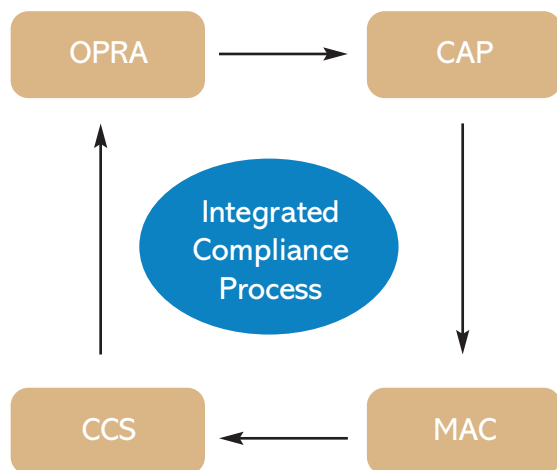 OPRA
CAP
Integrated
Compliance
Process
CCS
MAC